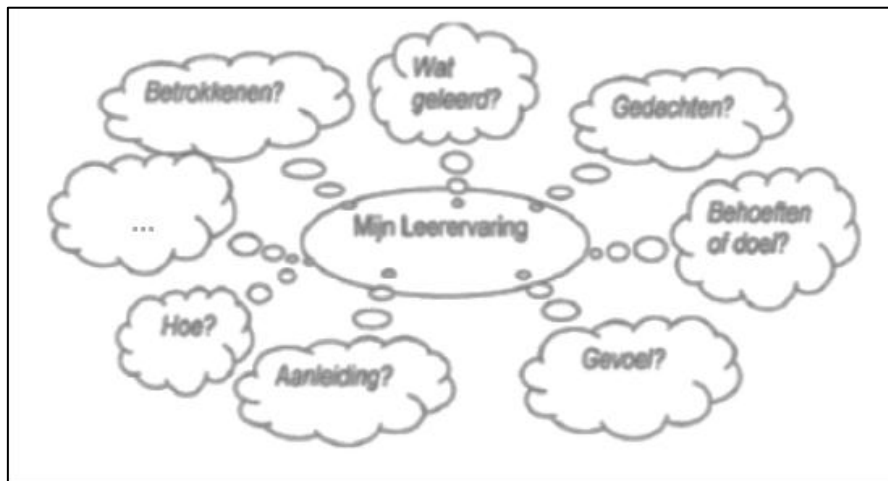 Wat
geleerd?
Betrokkenen?
Gedachten?
Mijn Leerervaring
Behoeften
of doel?
...
Hoe?
Aanleiding?
Gevoel?